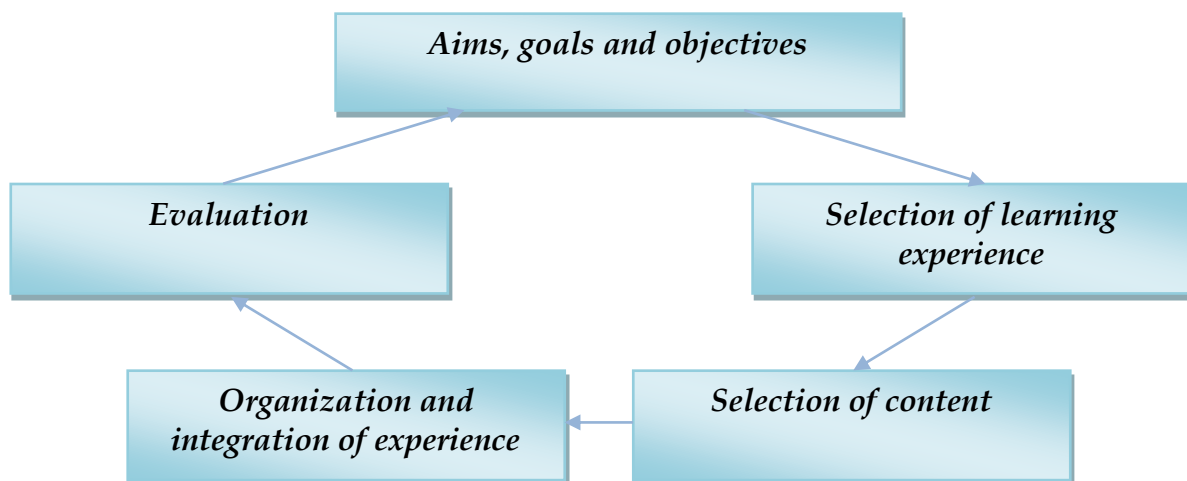 Aims, goals and objectives
Evaluation
Selection of learning
experience
Organization and
integration of experience
Selection of content